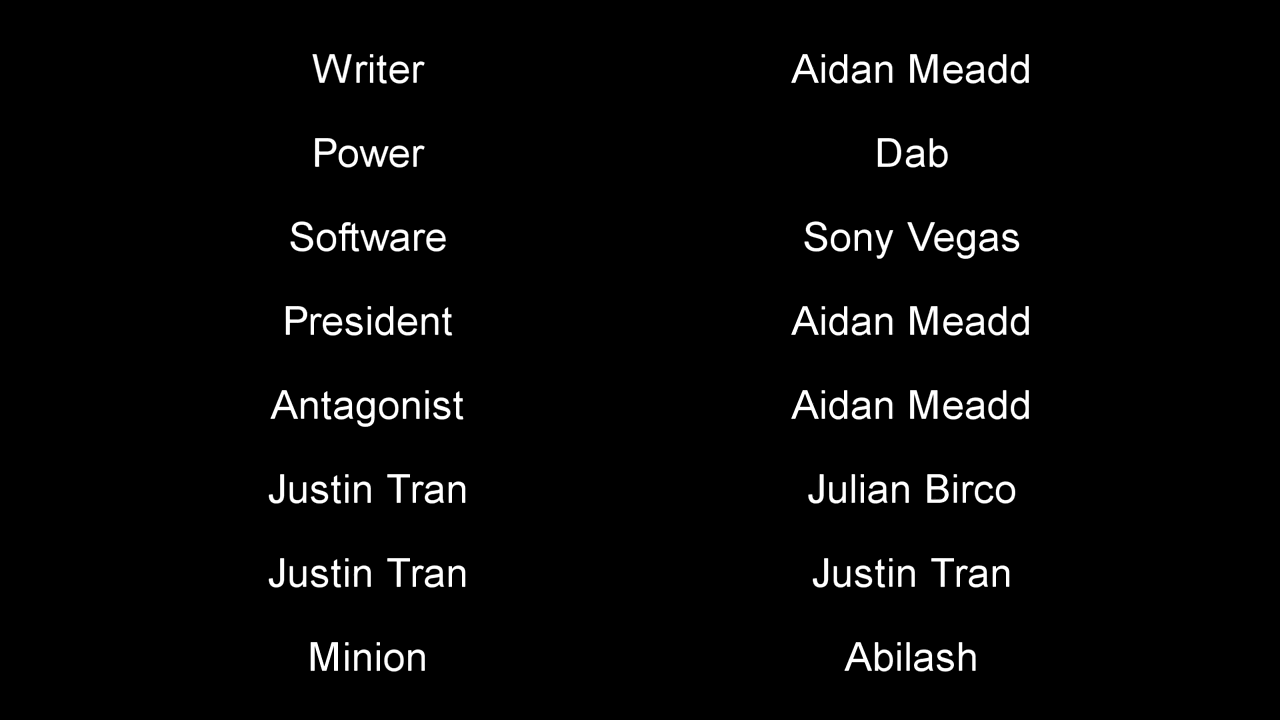 Writer Aidan Meadd
Power Dab
Software Sony Vegas
President Aidan Meadd
Antagonist Aidan Meadd
Justin Tran Julian Birco
Justin Tran Justin Tran
Minion Abilash